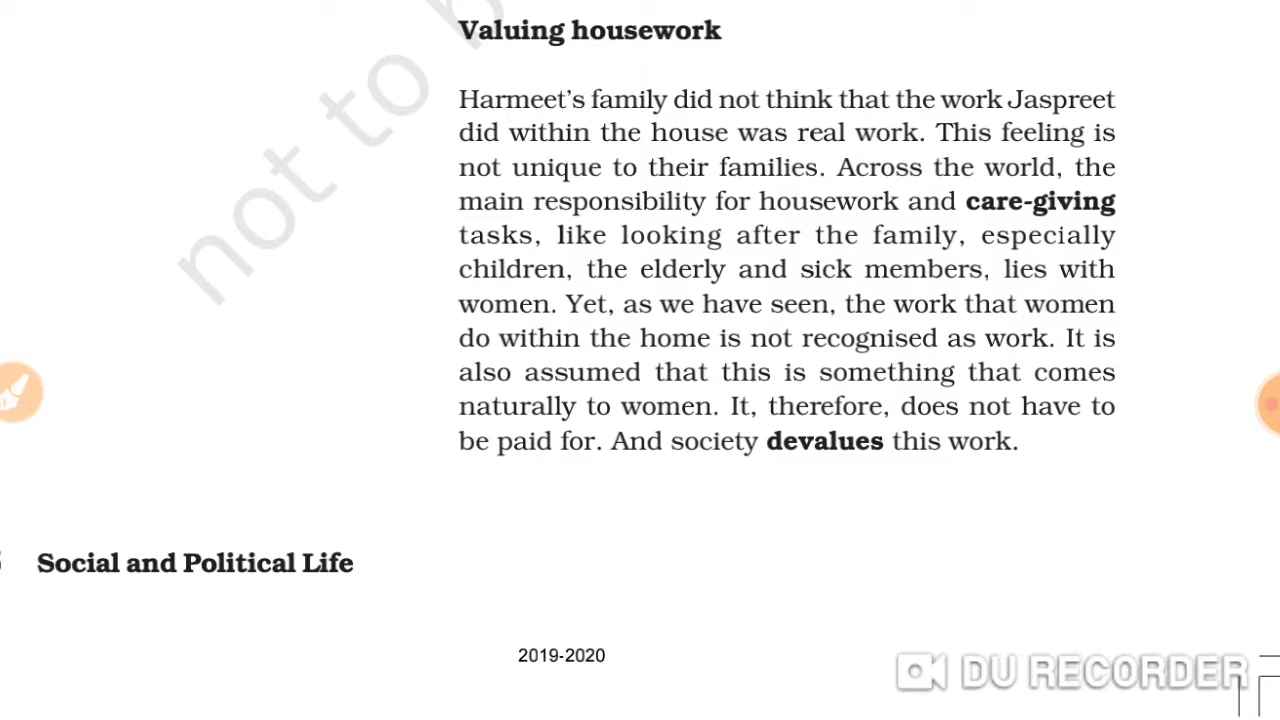 not to b
Valuing housework
Harmeet's family did not think that the work Jaspreet
did within the house was real work. This feeling is
not unique to their families. Across the world, the
main responsibility for housework and care-giving
tasks, like looking after the family, especially
children, the elderly and sick members, lies with
women. Yet, as we have seen, the work that women
do within the home is not recognised as work. It is
also assumed that this is something that comes
naturally to women. It, therefore, does not have to
be paid for. And society devalues this work.
Social and Political Life
2019-2020
DU RECORDER